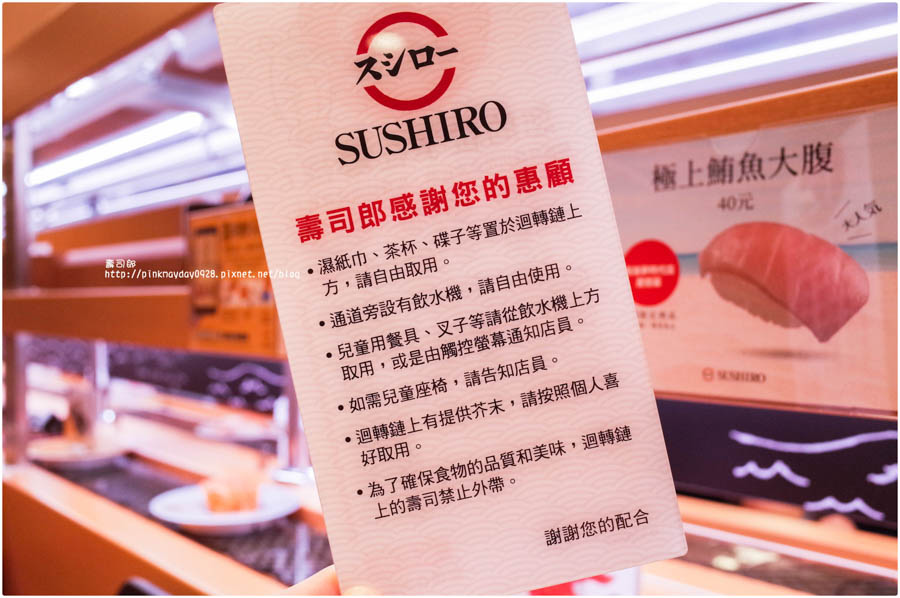 スシロー
SUSHIRO
壽司郎感謝您的惠顧
• 濕紙巾、茶杯、碟子等置於迴轉鏈上
方，請自由取用。
• 通道旁設有飲水機，請自由使用。
• 兒童用餐具、叉子等請從飲水機上方
取用，或是由觸控螢幕通知店員。
• 如需兒童座椅，請告知店員。
• 迴轉鏈上有提供芥末，請按照個人喜
好取用。
• 為了確保食物的品質和美味，迴轉鏈
上的壽司禁止外帶。
謝謝您的配合
極上鮪魚大腹
40元
大人気
SUSHIRO
壽司郎
http://pinkmayday0928.pixnet.net/blog